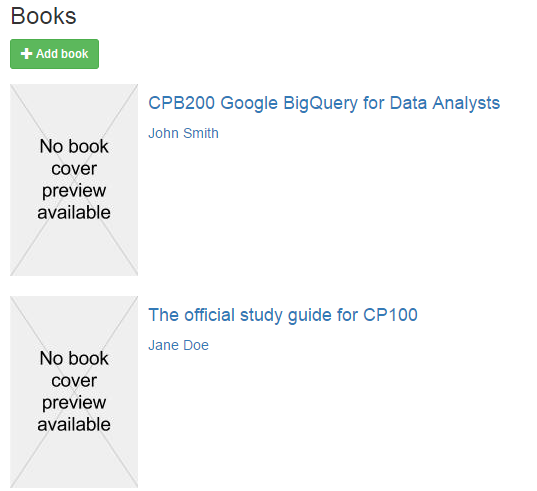 Books
Add book
No book
cover
preview
available
CPB200 Google BigQuery for Data Analysts
John Smith
No book
cover
preview
available
The official study guide for CP100
Jane Doe